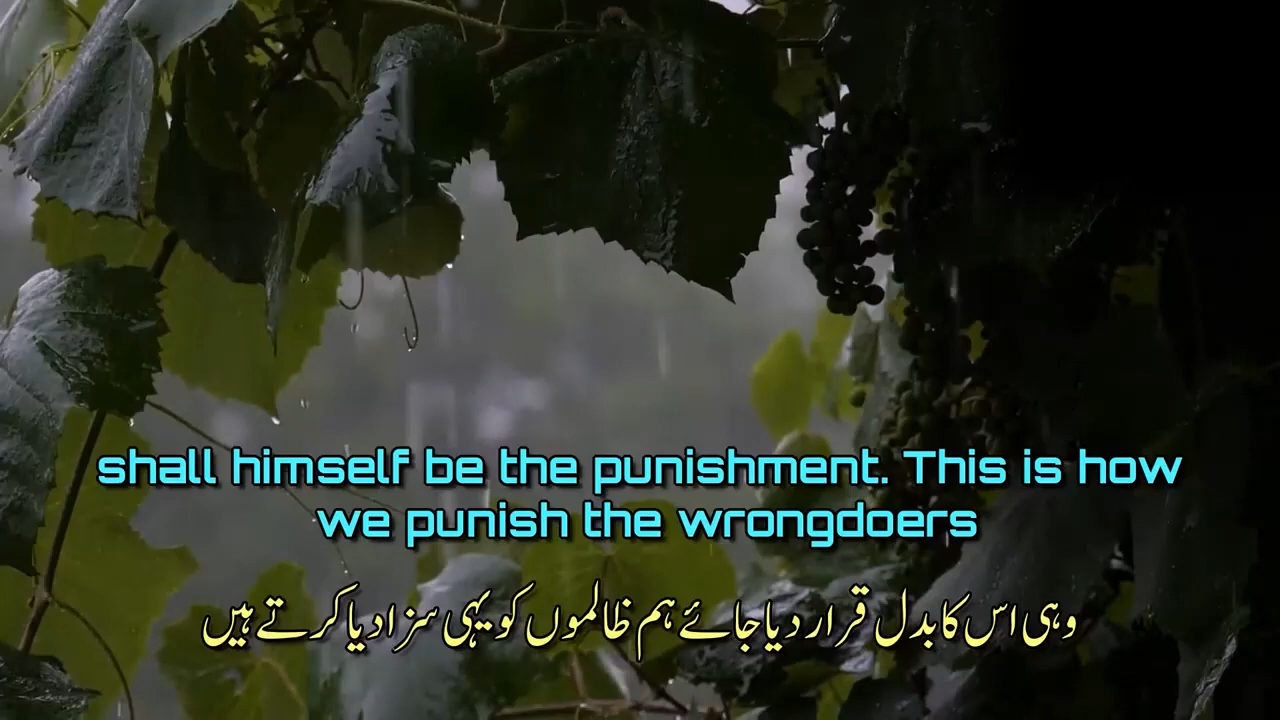 shall himself be the punishment. This is how
we punish the wrongdoers
وہی اس کا بدل قرار دیا جائے ہم ظالموں کو یہی سزا دیا کرتے ہیں